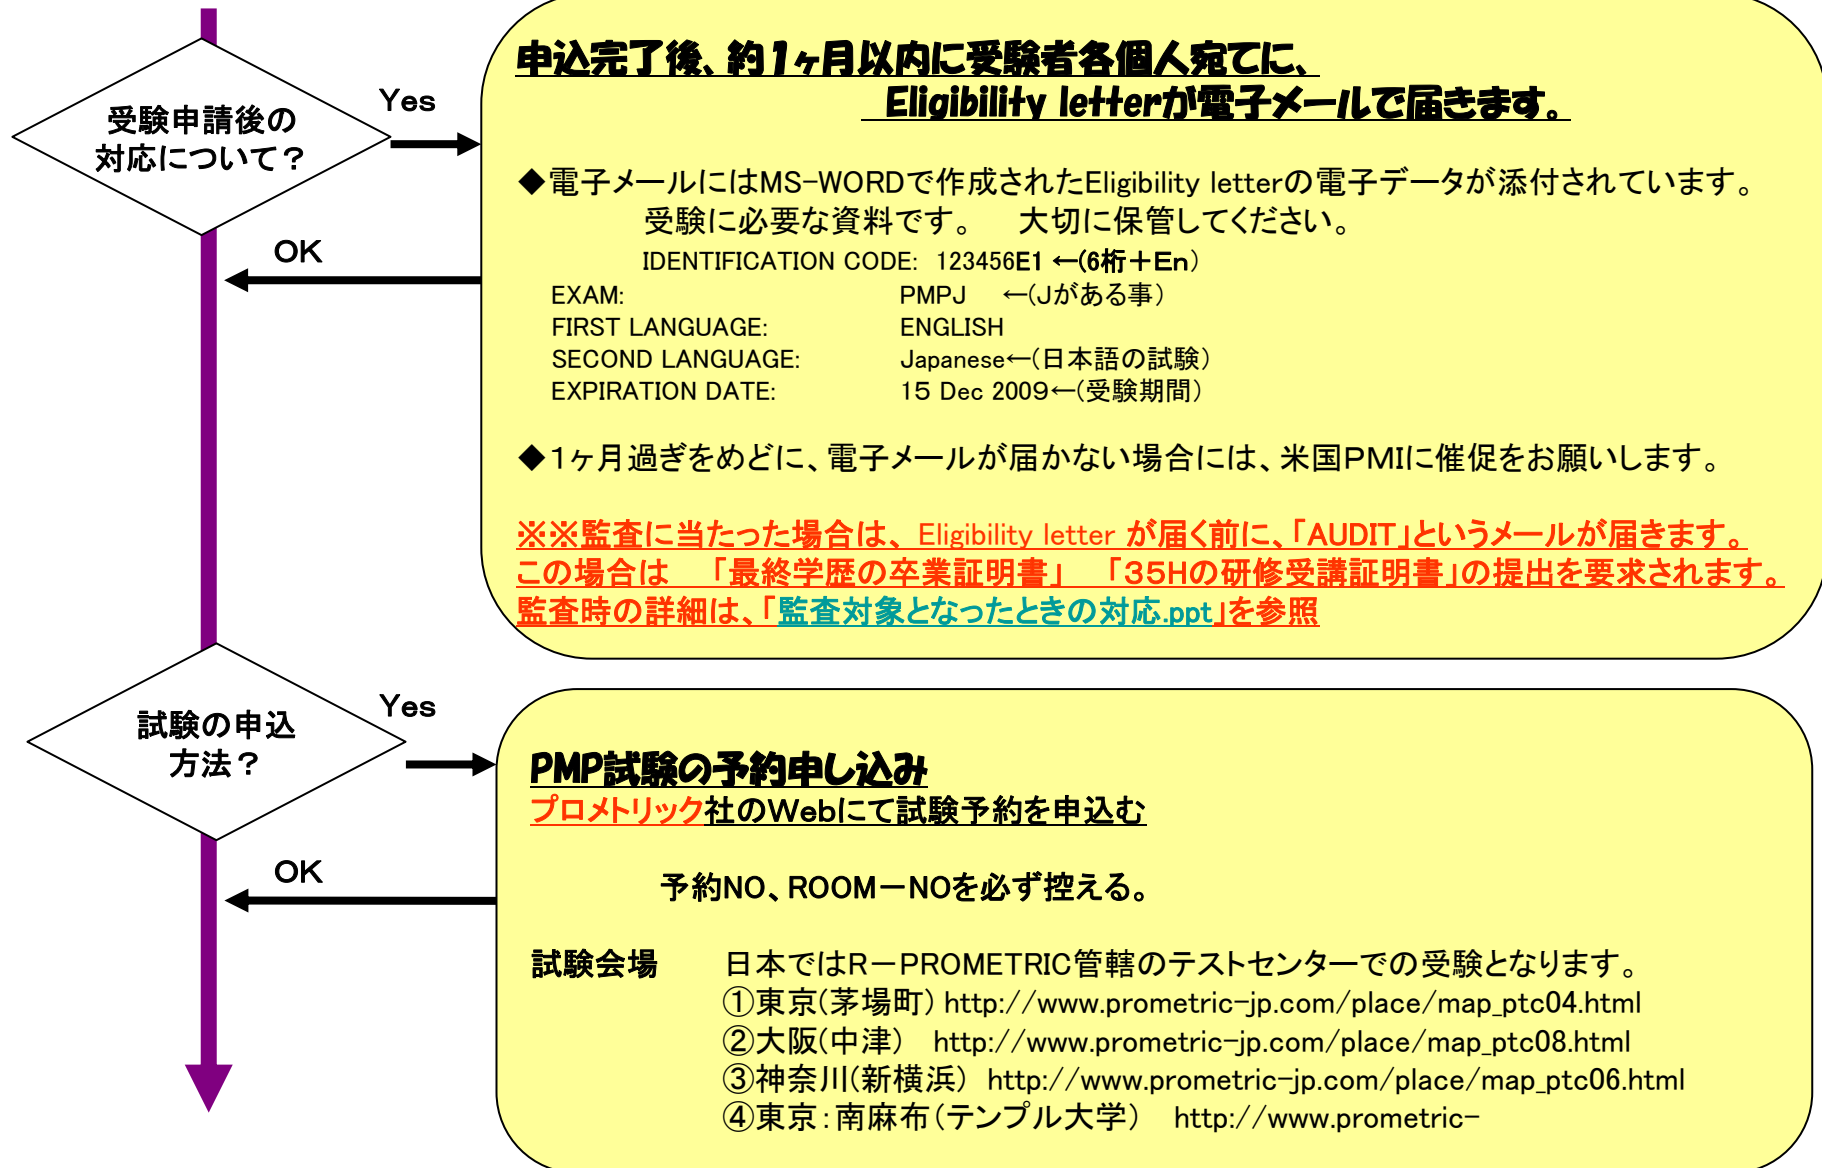 受験申請後の
対応について？
Yes
OK
申込完了後、約1ヶ月以内に受験者各個人宛てに、
Eligibility letterが電子メールで届きます。
◆電子メールにはMS-WORDで作成されたEligibility letterの電子データが添付されています。
受験に必要な資料です。　大切に保管してください。
IDENTIFICATION CODE: 123456E1 ←(6桁＋En)
EXAM: PMPJ ←(Jがある事)
FIRST LANGUAGE: ENGLISH
SECOND LANGUAGE: Japanese←(日本語の試験)
EXPIRATION DATE: 15 Dec 2009←(受験期間)
◆1ヶ月過ぎをめどに、電子メールが届かない場合には、米国PMIに催促をお願いします。
※※監査に当たった場合は、Eligibility letter が届く前に、「AUDIT」というメールが届きます。
この場合は　「最終学歴の卒業証明書」　「35Hの研修受講証明書」の提出を要求されます。
監査時の詳細は、「監査対象となったときの対応.ppt」を参照
試験の申込
方法？
Yes
OK
PMP試験の予約申し込み
プロメトリック社のWebにて試験予約を申込む
予約NO、ROOM－NOを必ず控える。
試験会場　日本ではR－PROMETRIC管轄のテストセンターでの受験となります。
①東京(茅場町) http://www.prometric-jp.com/place/map_ptc04.html
②大阪(中津)　http://www.prometric-jp.com/place/map_ptc08.html
③神奈川(新横浜)　http://www.prometric-jp.com/place/map_ptc06.html
④東京：南麻布(テンプル大学)　http://www.prometric-